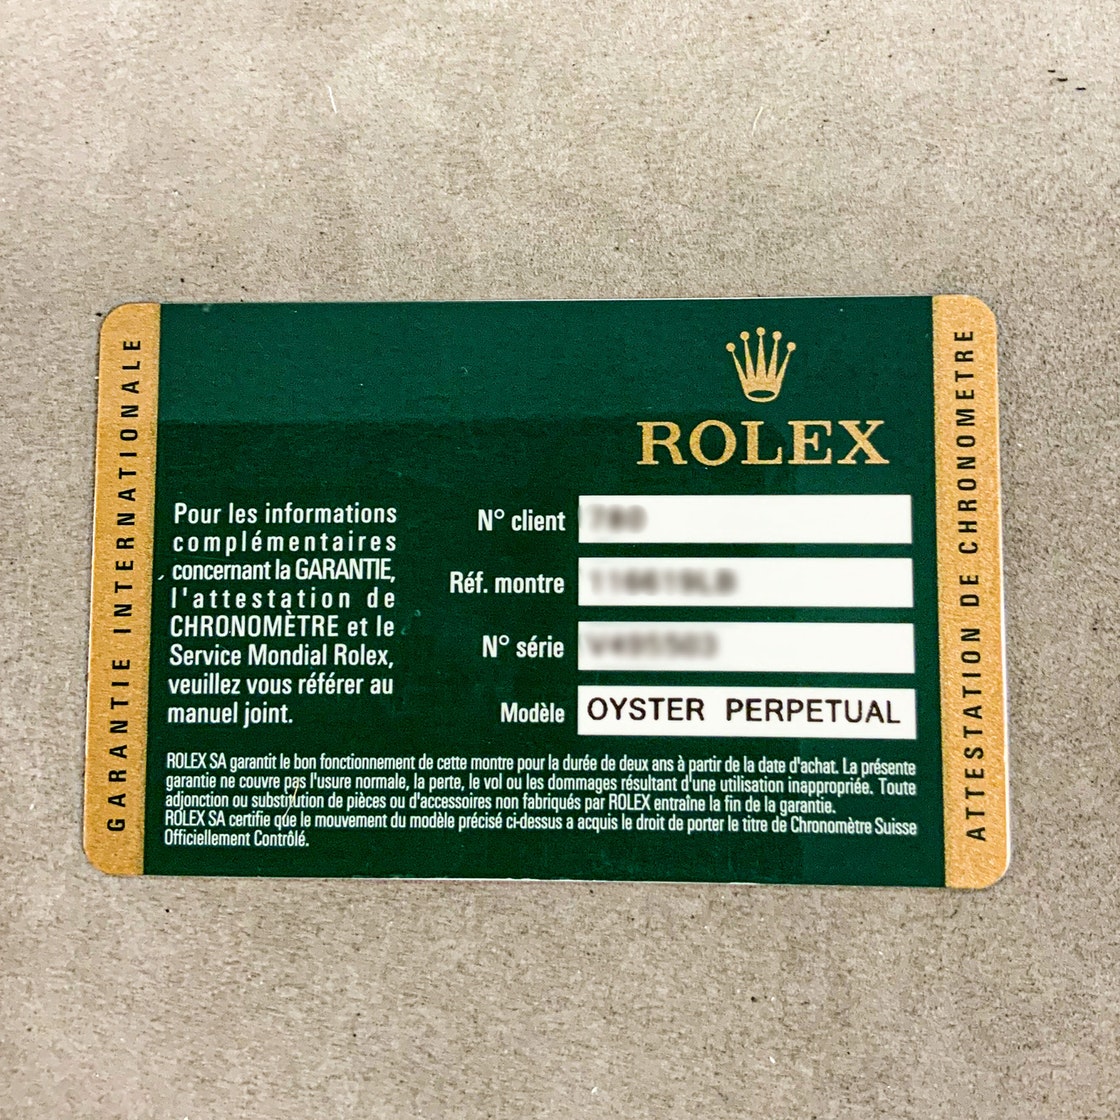 GARANTIE INTERNATIONALE
ROLEX
Pour les informations
complémentaires
concernant la GARANTIE,
l'attestation de
CHRONOMÈTRE et le
Service Mondial Rolex,
veuillez vous référer au
manuel joint.
N° client
Réf. montre
N° série
Modèle OYSTER PERPETUAL
ROLEX SA garantit le bon fonctionnement de cette montre pour la durée de deux ans à partir de la date d'achat. La présente
garantie ne couvre pas l'usure normale, la perte, le vol ou les dommages résultant d'une utilisation inappropriée. Toute
adjonction ou substitution de pièces ou d'accessoires non fabriqués par ROLEX entraîne la fin de la garantie.
ROLEX SA certifie que le mouvement du modèle précisé ci-dessus a acquis le droit de porter le titre de Chronomètre Suisse
Officiellement Contrôlé.
ATTESTATION DE CHRONOMETRE